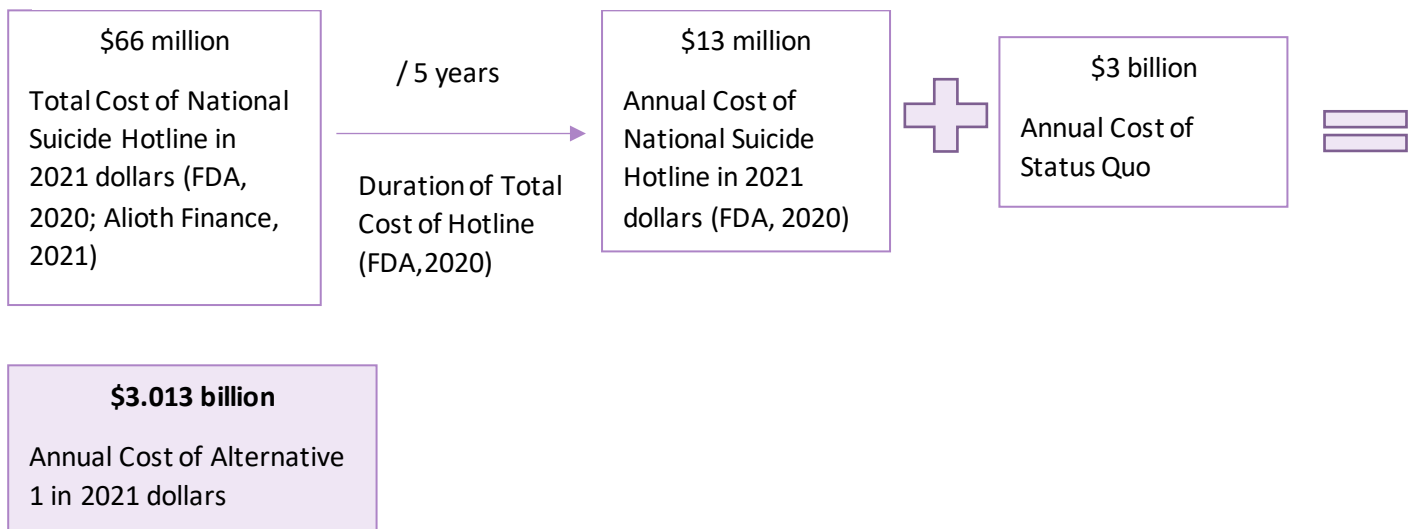 $66 million
Total Cost of National
Suicide Hotline in
2021 dollars (FDA,
2020; Alioth Finance,
2021)
/ 5 years
Duration of Total
Cost of Hotline
(FDA,2020)
$13 million
Annual Cost of
National Suicide
Hotline in 2021
dollars (FDA, 2020)
$3 billion
Annual Cost of
Status Quo
$3.013 billion
Annual Cost of Alternative
1 in 2021 dollars